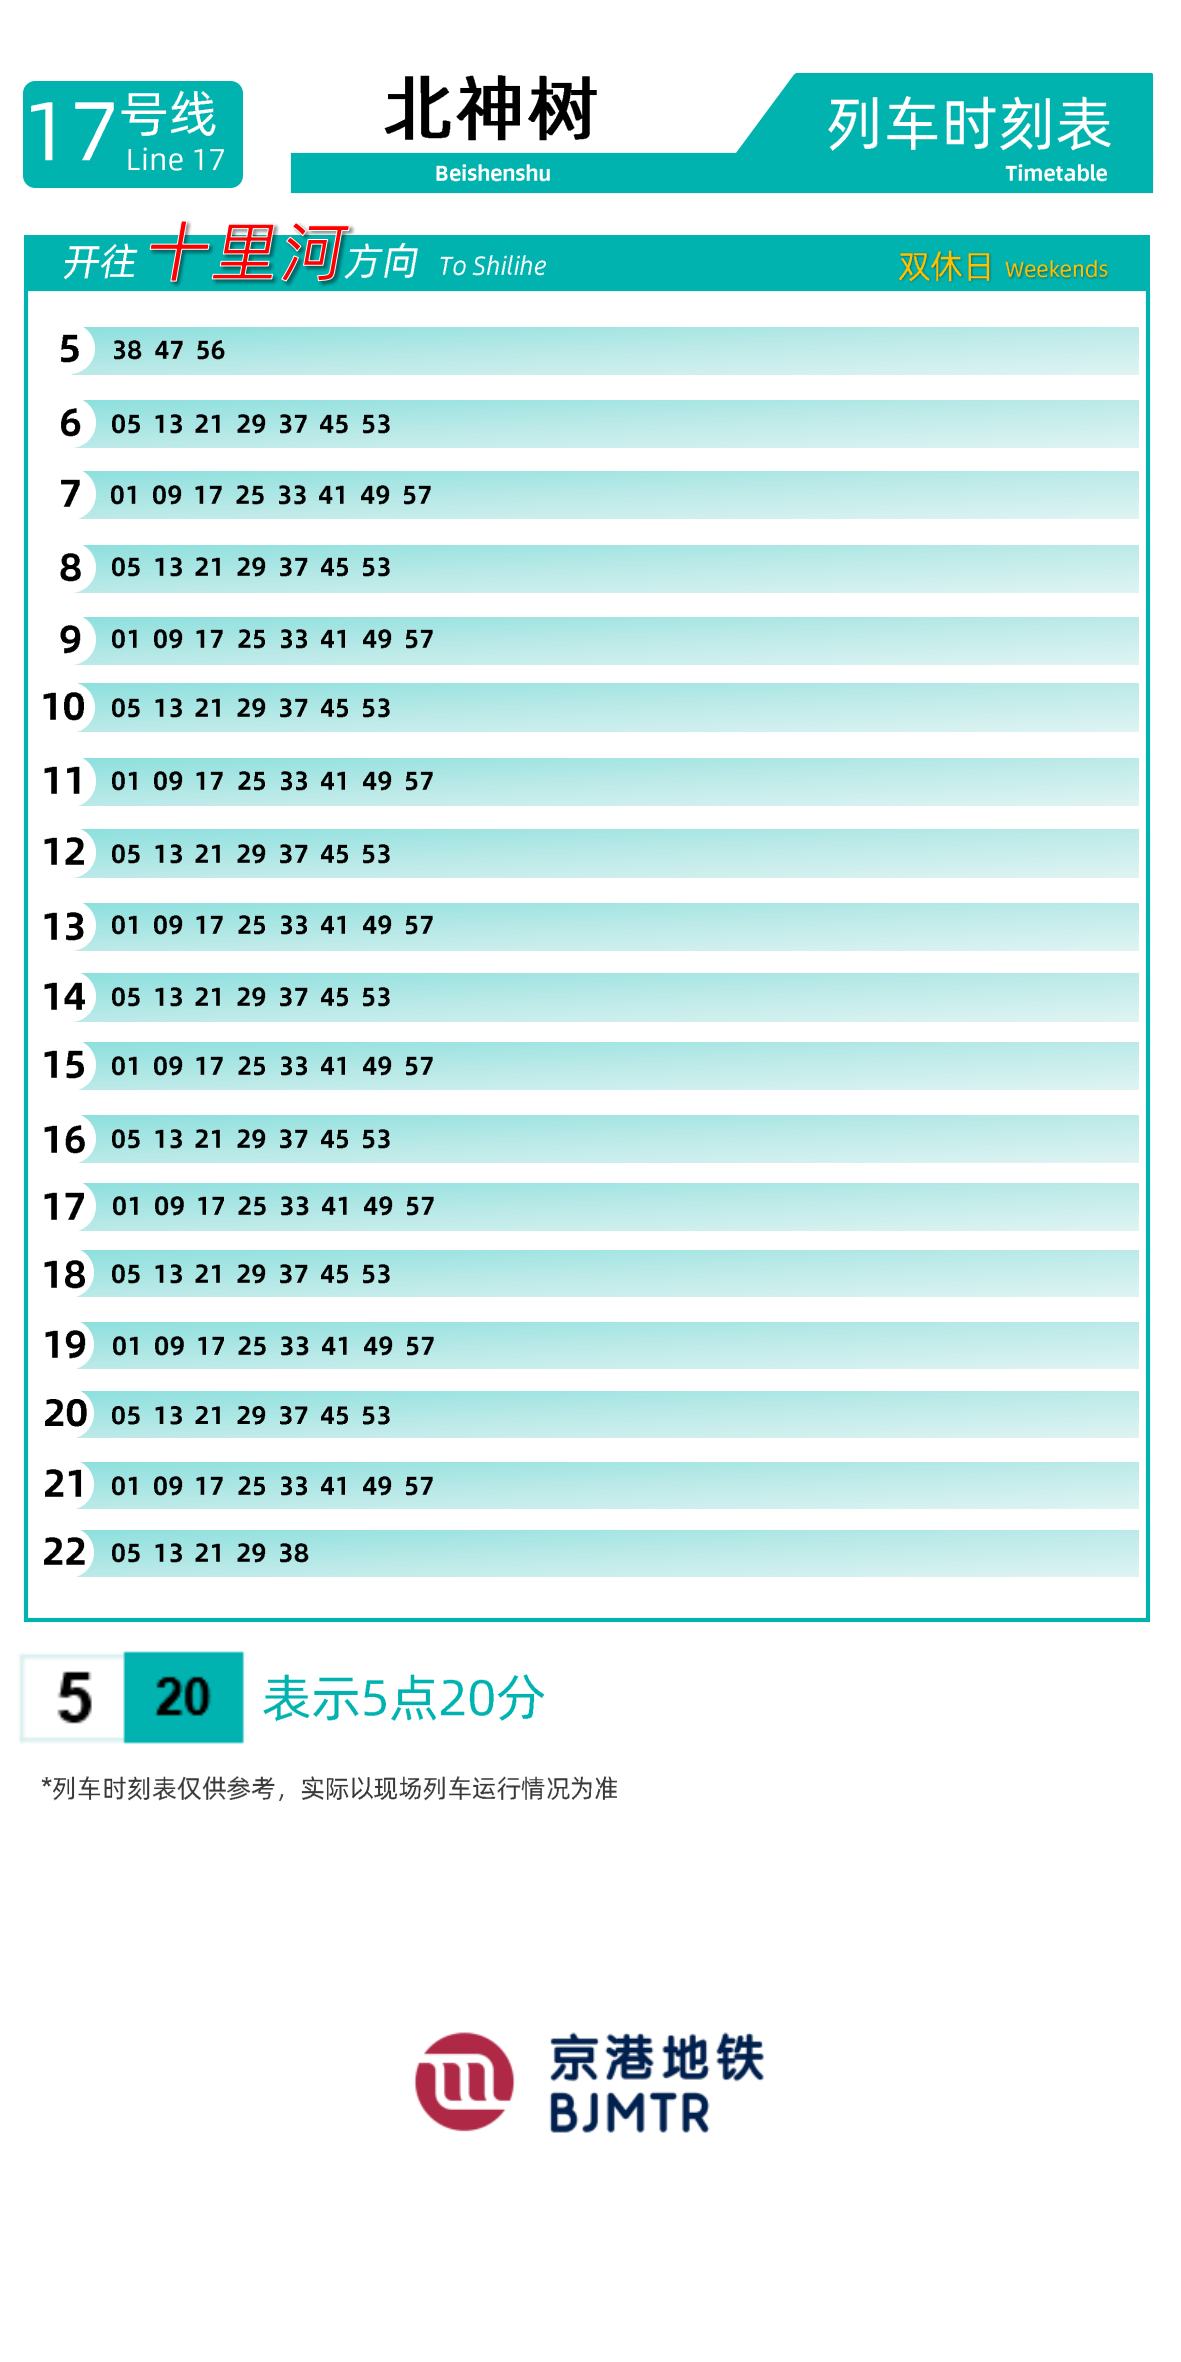 17号线
Line 17
北神树
Beishenshu
列车时刻表
Timetable
开往 十里河方向 To Shilihe
双休日 Weekends
5 38 47 56
6 05 13 21 29 37 45 53
7 01 09 17 25 33 41 49 57
8 05 13 21 29 37 45 53
9 01 09 17 25 33 41 49 57
10 05 13 21 29 37 45 53
11 01 09 17 25 33 41 49 57
12 05 13 21 29 37 45 53
13 01 09 17 25 33 41 49 57
14 05 13 21 29 37 45 53
15 01 09 17 25 33 41 49 57
16 05 13 21 29 37 45 53
17 01 09 17 25 33 41 49 57
18 05 13 21 29 37 45 53
19 01 09 17 25 33 41 49 57
20 05 13 21 29 37 45 53
21 01 09 17 25 33 41 49 57
22 05 13 21 29 38
5 20 表示5点20分
*列车时刻表仅供参考，实际以现场列车运行情况为准
京港地铁
BJMTR